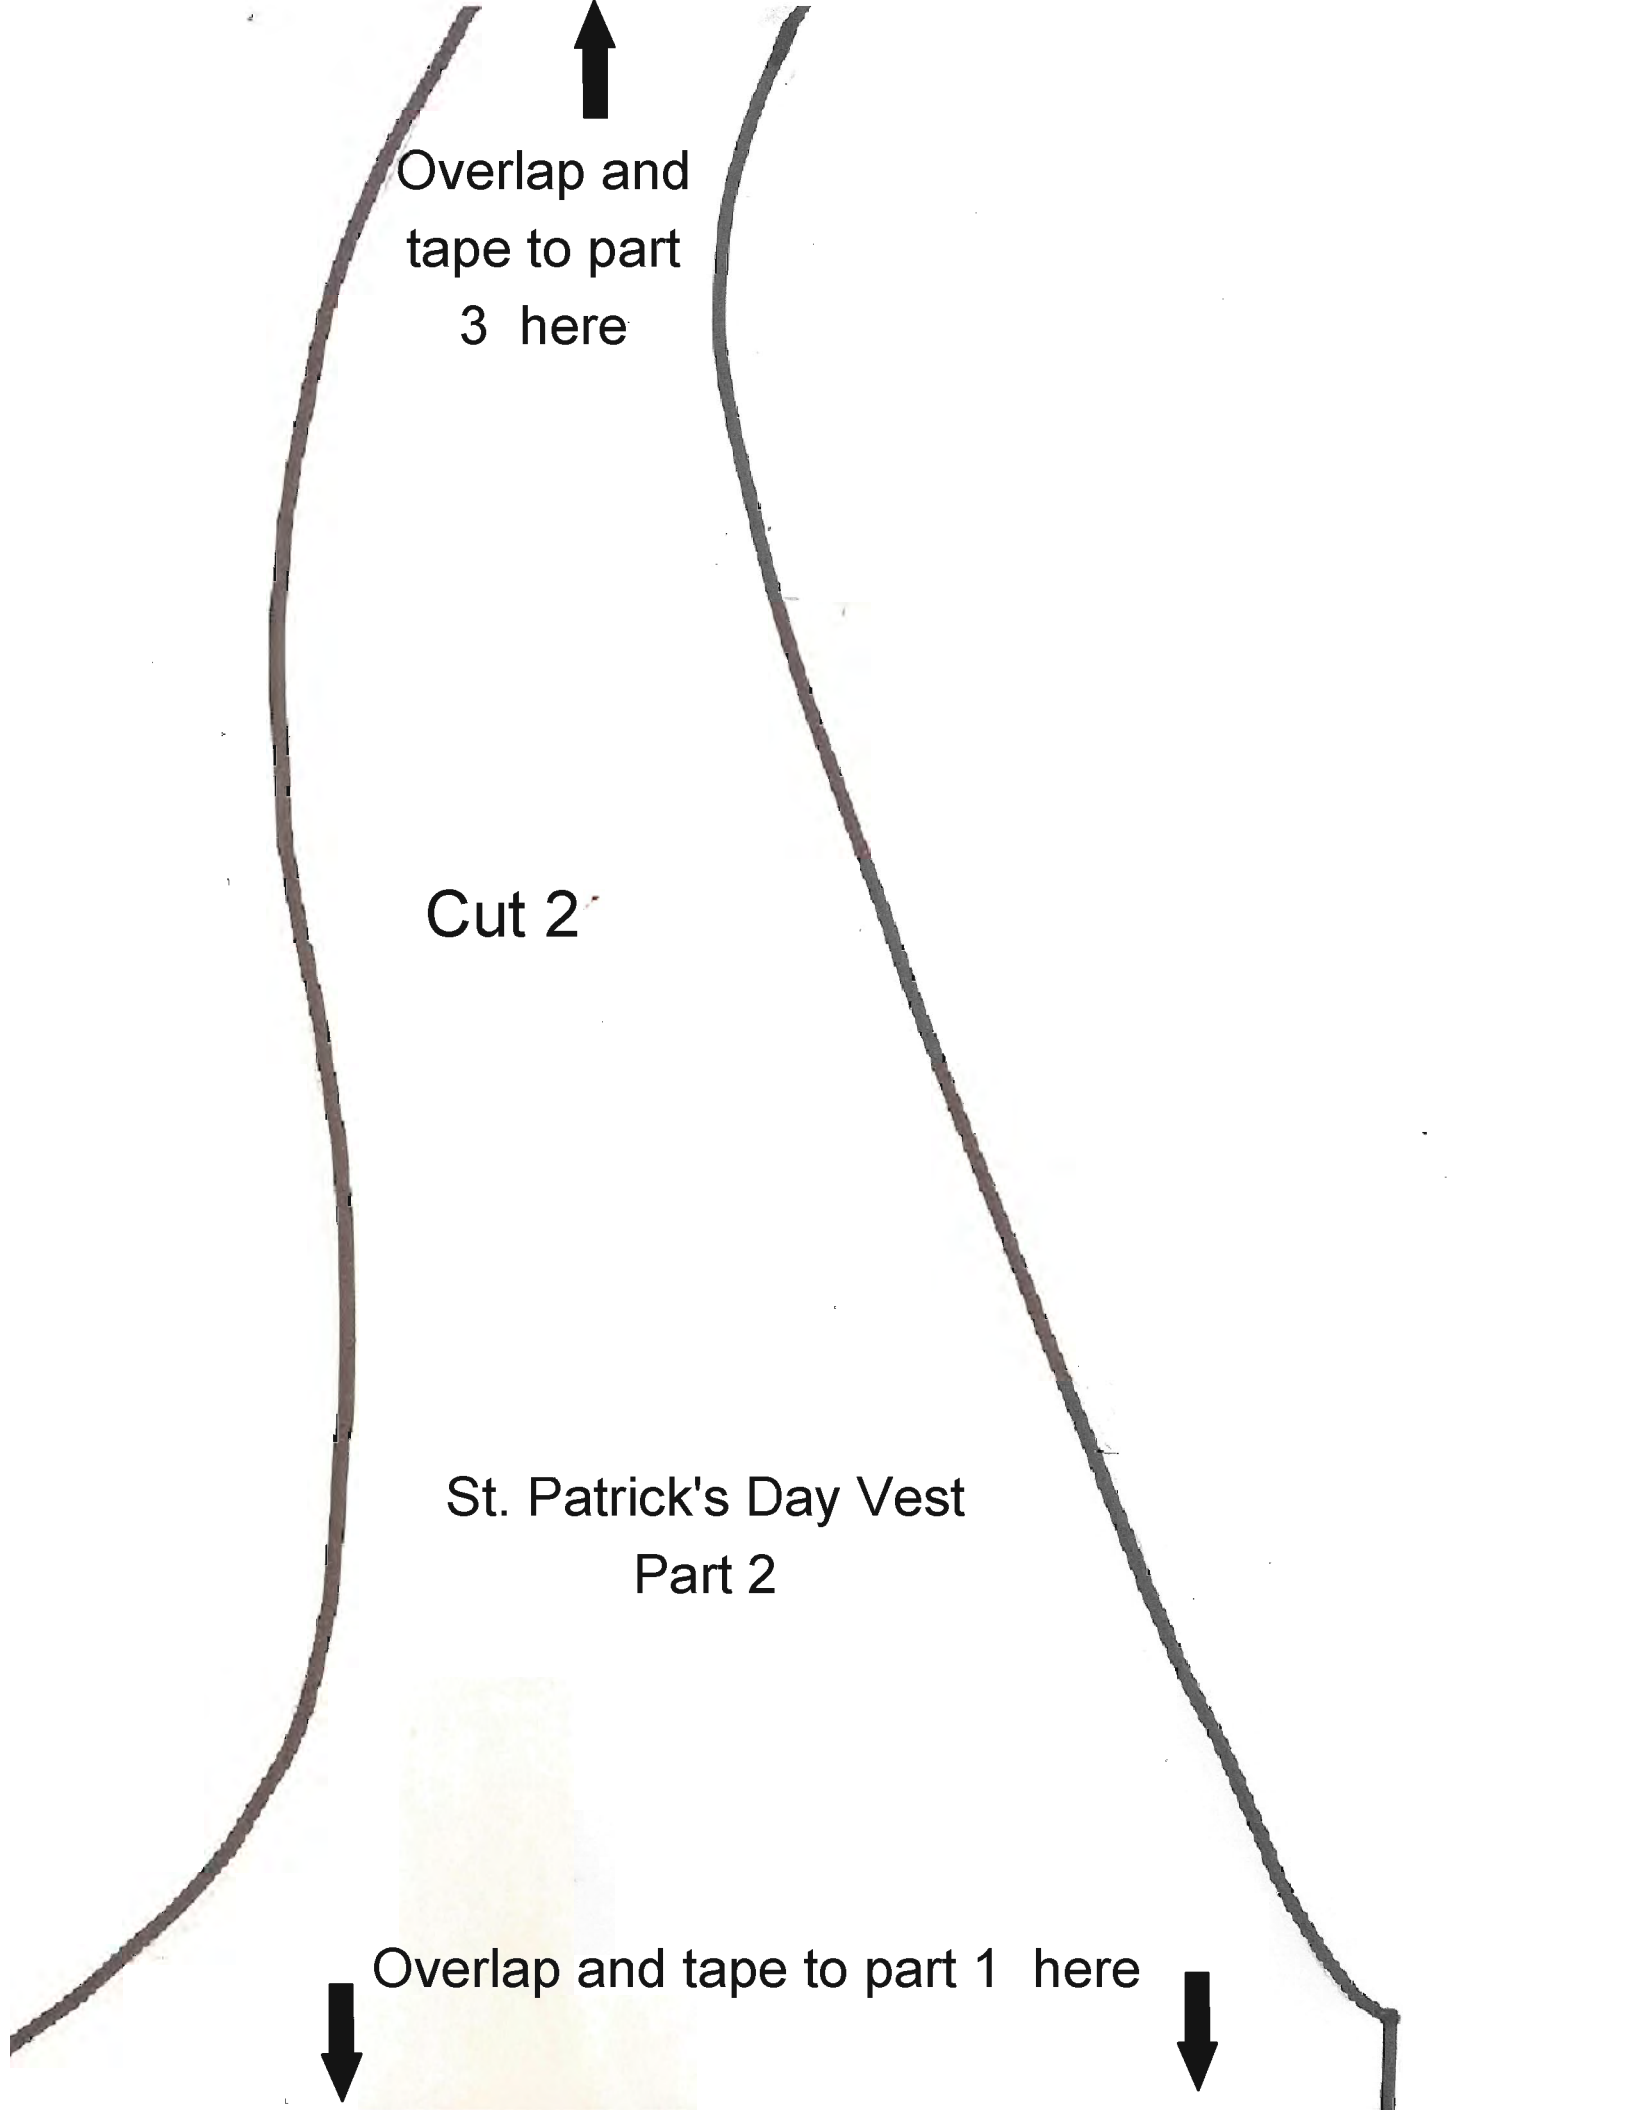 Overlap and
tape to part
3 here
Cut 2
St. Patrick's Day Vest
Part 2
Overlap and tape to part 1 here